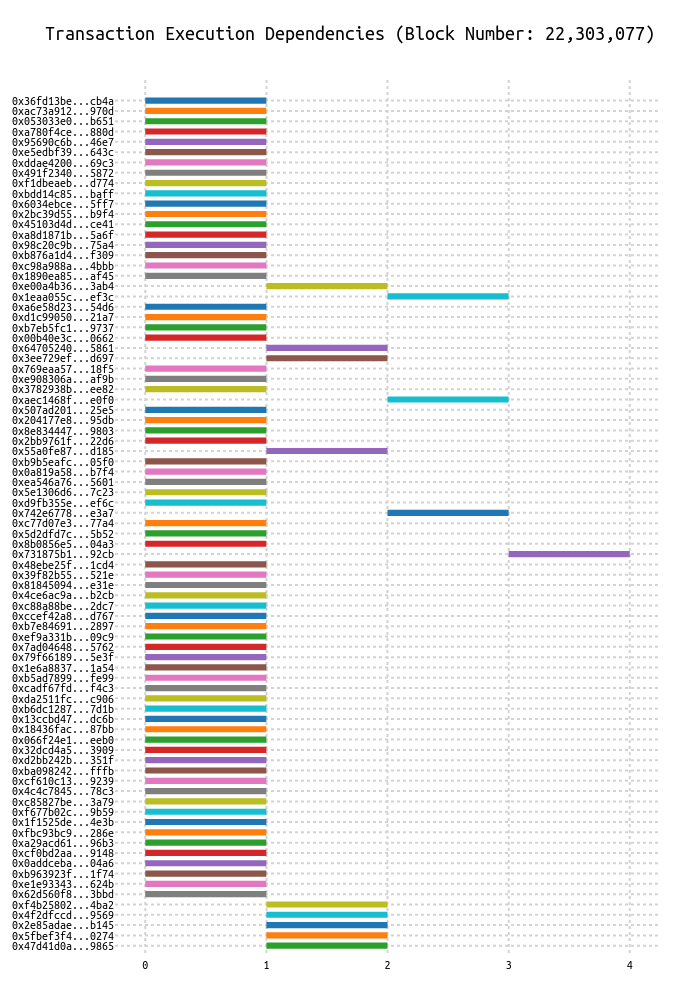 Transaction Execution Dependencies (Block Number: 22,303,077)
0x36fd13be...cb4a
0xac73a912...970d
0x053033e0...b651
0xa780f4ce...880d
0x95690c6b...46e7
0xe5edbf39...643c
0xddae4200...69c3
0x491f2340...5872
0xf1dbeaeb...d774
0xbdd14c85...baff
0x6034ebce...5ff7
0x2bc39d55...b9f4
0x45103d4d...ce41
0xa8d1871b...5a6f
0x98c20c9b...75a4
0xb876a1d4...f309
0xc98a988a...4bbb
0x1890ea85...af45
0xe00a4b36...3ab4
0x1eaa055c...ef3c
0xa6e58d23...54d6
0xd1c99050...21a7
0xb7eb5fc1...9737
0x00b40e3c...0662
0x64705240...5861
0x3ee729ef...d697
0x769eaa57...18f5
0xe908306a...af9b
0x3782938b...ee82
0xaec1468f...e0f0
0x507ad201...25e5
0x204177e8...95db
0x8e834447...9803
0x2bb9761f...22d6
0x55a0fe87...d185
0xb9b5eafc...05f0
0x0a819a58...b7f4
0xea546a76...5601
0x5e1306d6...7c23
0xd9fb355e...ef6c
0x742e6778...e3a7
0xc77d07e3...77a4
0x5d2dfd7c...5b52
0x8b0856e5...04a3
0x731875b1...92cb
0x48ebe25f...1cd4
0x39f82b55...521e
0x81845094...e31e
0x4ce6ac9a...b2cb
0xc88a88be...2dc7
0xccef42a8...d767
0xb7e84691...2897
0xef9a331b...09c9
0x7ad04648...5762
0x79f66189...5e3f
0x1e6a8837...1a54
0xb5ad7899...fe99
0xcadf67fd...f4c3
0xda2511fc...c906
0xb6dc1287...7d1b
0x13ccbd47...dc6b
0x18436fac...87bb
0x066f24e1...eeb0
0x32dcd4a5...3909
0xd2bb242b...351f
0xba098242...fffb
0xcf610c13...9239
0x4c4c7845...78c3
0xc85827be...3a79
0xf677b02c...9b59
0x1f1525de...4e3b
0xfbc93bc9...286e
0xa29acd61...96b3
0xcf0bd2aa...9148
0x0addceba...04a6
0xb963923f...1f74
0xe1e93343...624b
0x62d560f8...3bbd
0xf4b25802...4ba2
0x4f2dfccd...9569
0x2e85adae...b145
0x5fbef3f4...0274
0x47d41d0a...9865
0 1 2 3 4